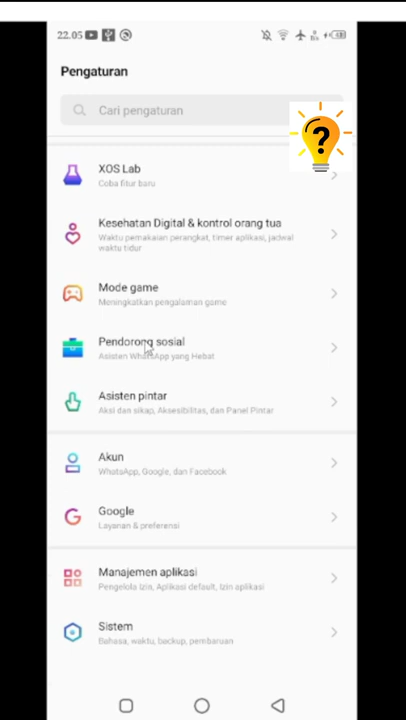 22.05
Pengaturan
Cari pengaturan
?
XOS Lab
Coba fitur baru
Kesehatan Digital & kontrol orang tua
Waktu pemakaian perangkat, timer aplikasi, jadwal
waktu tidur
Mode game
Meningkatkan pengalaman game
Pendorong sosial
Asisten WhatsApp yang Hebat
Asisten pintar
Aksi dan sikap, Aksesibilitas, dan Panel Pintar
Akun
WhatsApp, Google, dan Facebook
Google
Layanan & preferensi
Manajemen aplikasi
Pengelola Izin, Aplikasi default, Izin aplikasi
Sistem
Bahasa, waktu, backup, pembaruan